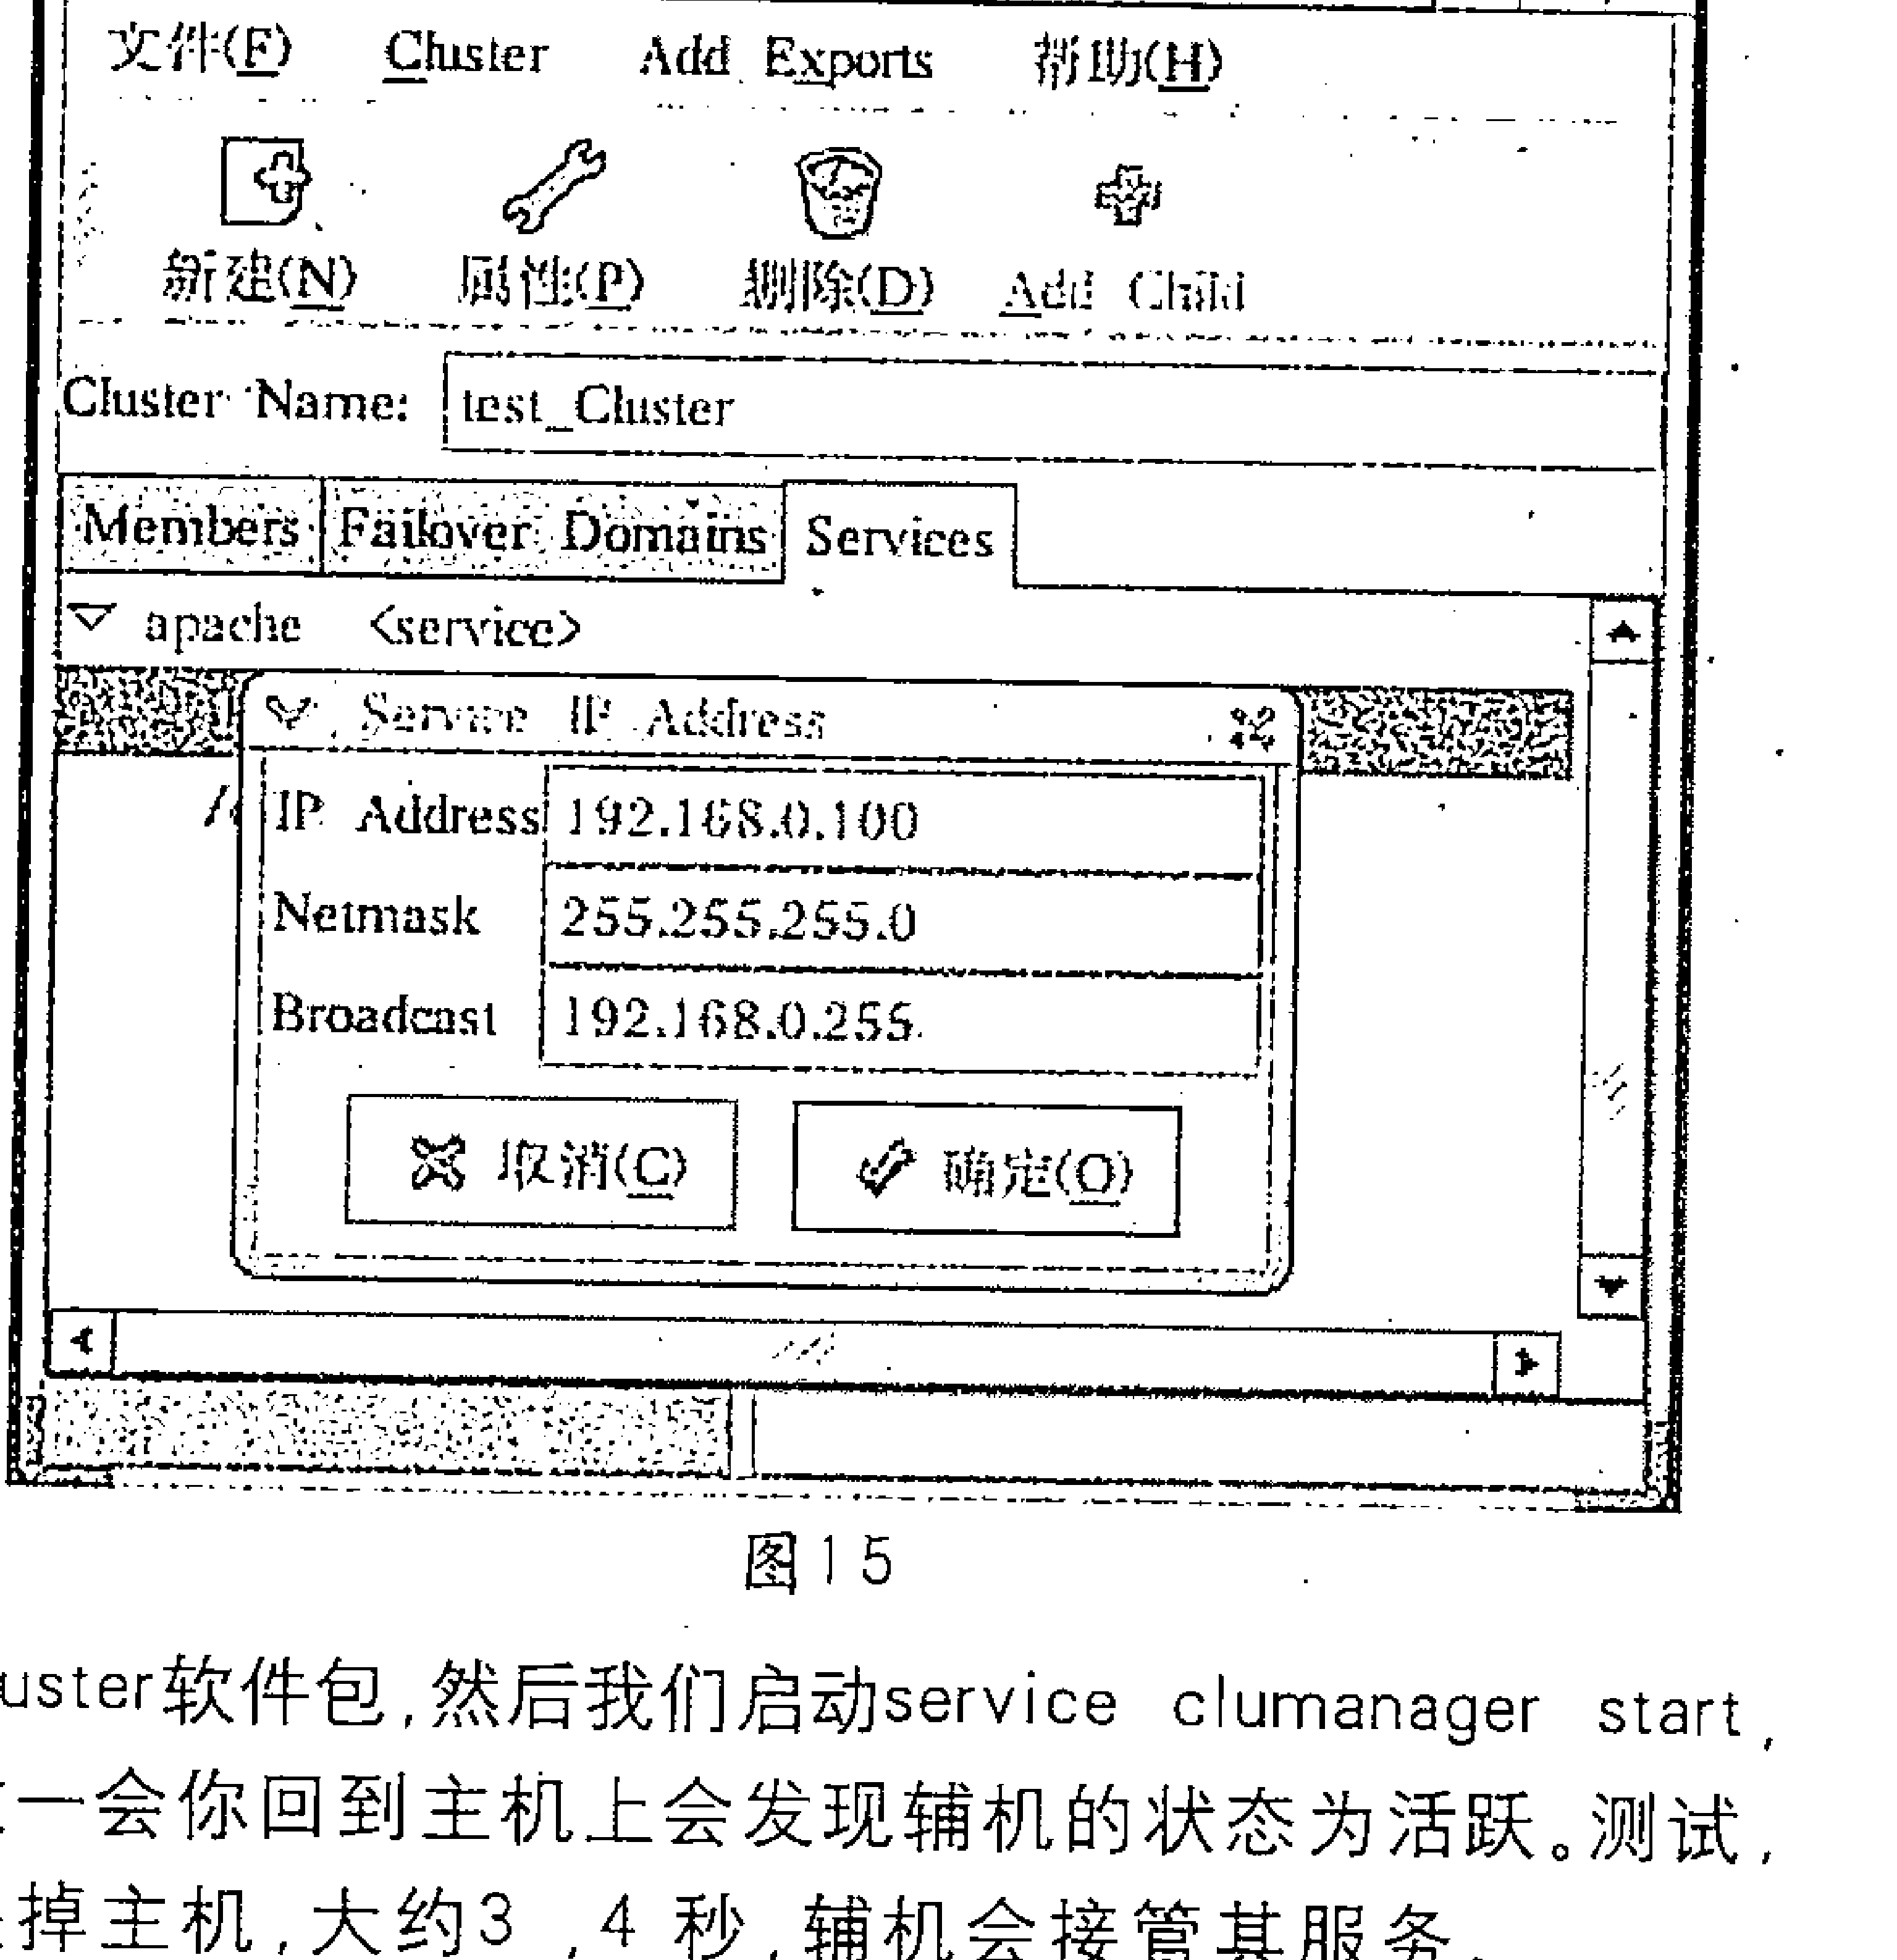 文件(F) Cluster Add Exports 帮助(H)
新建(N) 属性(P) 删除(D) Add Child
Cluster Name: test_Cluster
Members Failover Domains Services
apache <service>
Service IP Address
IP Address 192.168.0.100
Netmask 255.255.255.0
Broadcast 192.168.0.255
取消(C) 确定(O)
图15
uster软件包,然后我们启动service clumanager start,
一会你回到主机上会发现辅机的状态为活跃。测试,
掉主机,大约3,4秒,辅机会接管其服务。